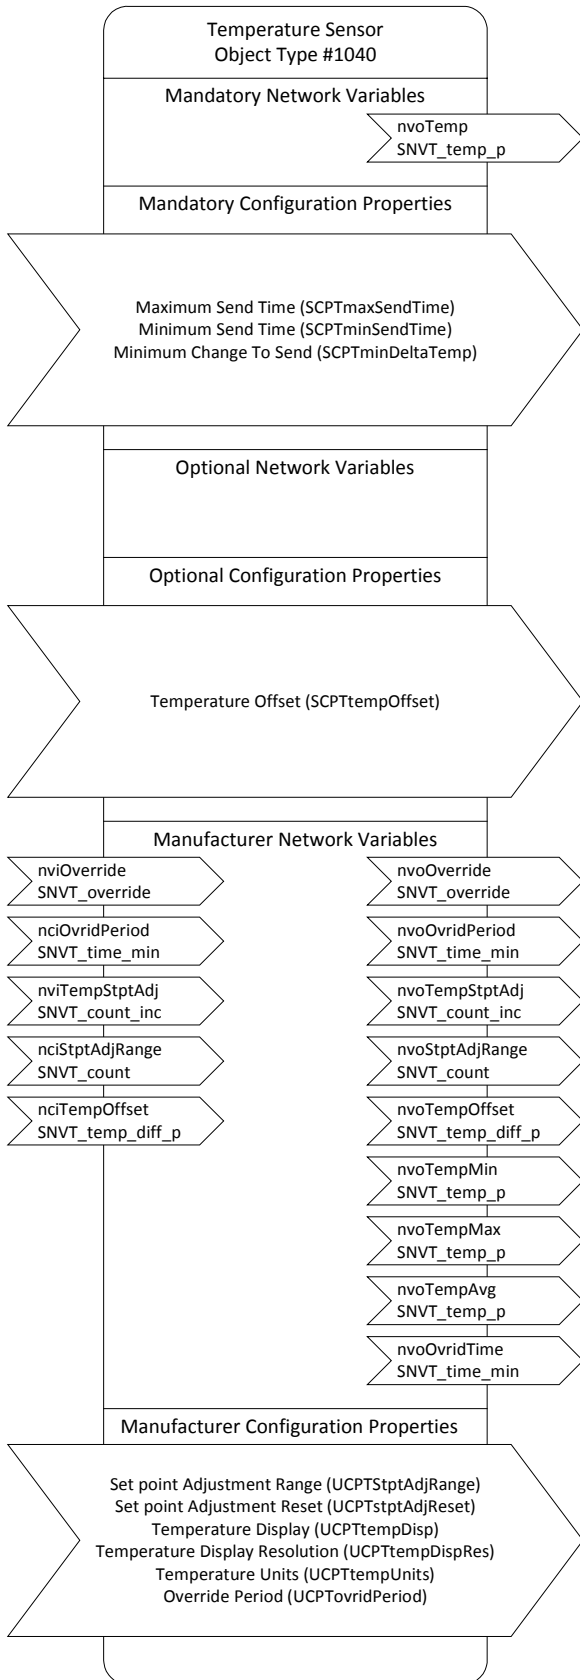 Temperature Sensor
Object Type #1040
Mandatory Network Variables
nvoTemp
SNVT_temp_p
Mandatory Configuration Properties
Maximum Send Time (SCPTmaxSendTime)
Minimum Send Time (SCPTminSendTime)
Minimum Change To Send (SCPTminDeltaTemp)
Optional Network Variables
Optional Configuration Properties
Temperature Offset (SCPTtempOffset)
Manufacturer Network Variables
nviOverride
SNVT_override
nvoOverride
SNVT_override
nciOvridPeriod
SNVT_time_min
nvoOvridPeriod
SNVT_time_min
nviTempStptAdj
SNVT_count_inc
nvoTempStptAdj
SNVT_count_inc
nciStptAdjRange
SNVT_count
nvoStptAdjRange
SNVT_count
nciTempOffset
SNVT_temp_diff_p
nvoTempOffset
SNVT_temp_diff_p
nvoTempMin
SNVT_temp_p
nvoTempMax
SNVT_temp_p
nvoTempAvg
SNVT_temp_p
nvoOvridTime
SNVT_time_min
Manufacturer Configuration Properties
Set point Adjustment Range (UCPTStptAdjRange)
Set point Adjustment Reset (UCPTstptAdjReset)
Temperature Display (UCPTtempDisp)
Temperature Display Resolution (UCPTtempDispRes)
Temperature Units (UCPTtempUnits)
Override Period (UCPTovridPeriod)